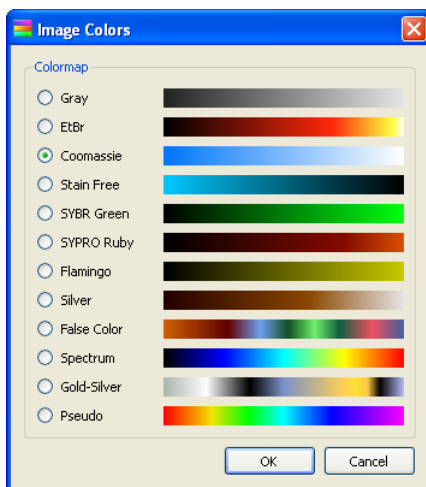 Image Colors
Colormap
Gray
EtBr
Coomassie
Stain Free
SYBR Green
SYPRO Ruby
Flamingo
Silver
False Color
Spectrum
Gold-Silver
Pseudo
OK Cancel